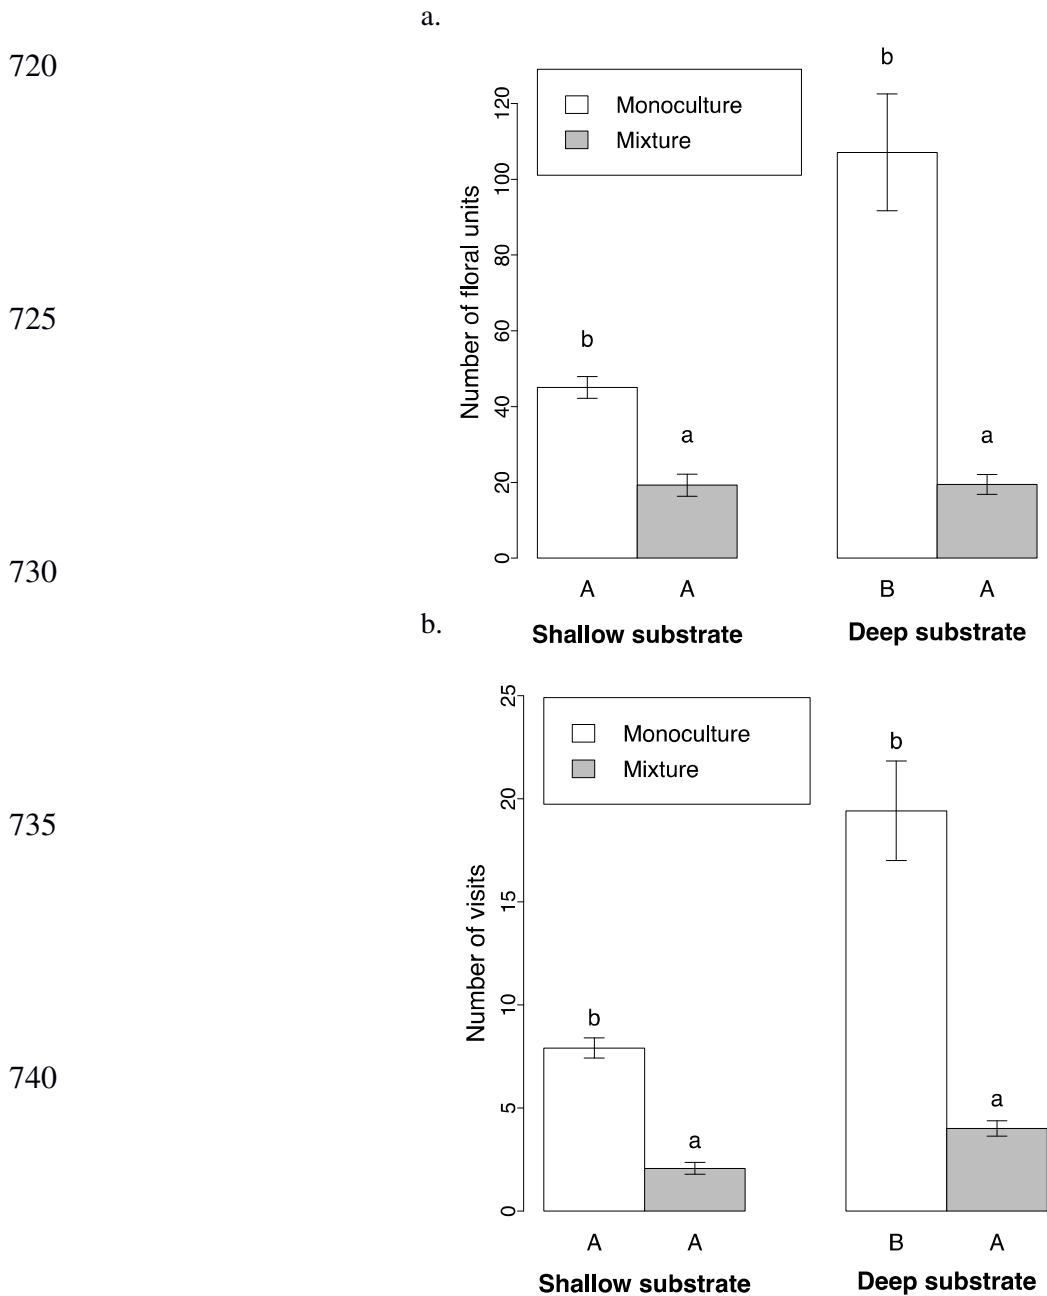 a.
720
b
120
Monoculture
Mixture
100
80
Number of floral units
725
60
b
40
a
a
20
0
730
A A B A
b.
Shallow substrate Deep substrate
25
Monoculture
b
Mixture
20
735
15
Number of visits
10
b
740
5
a
a
0
A A B A
Shallow substrate Deep substrate